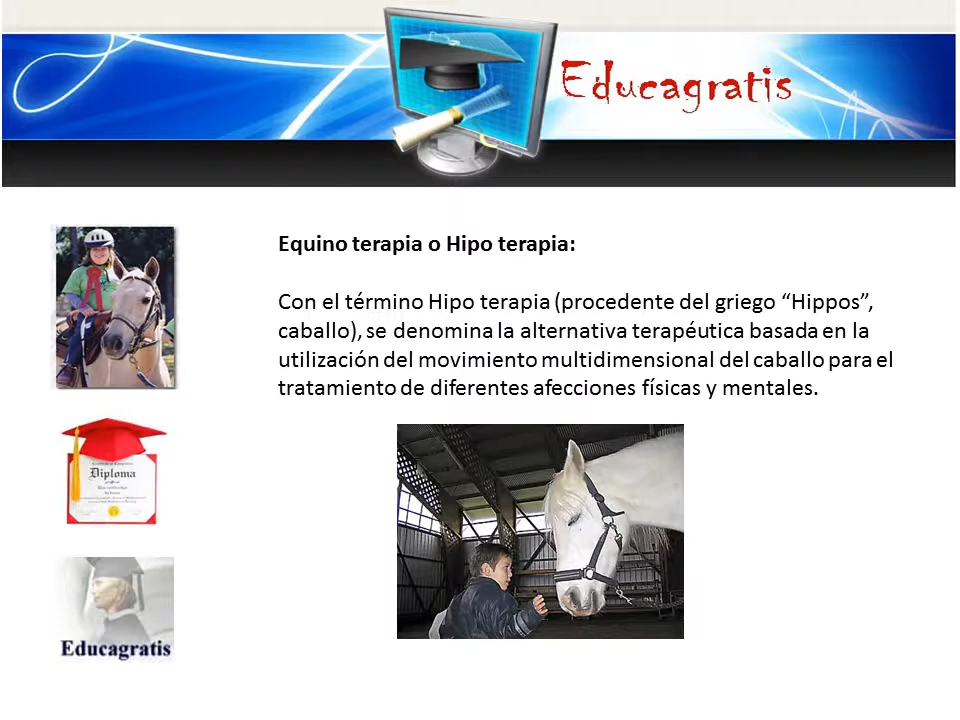 Educagratis
Equino terapia o Hipo terapia:
Con el término Hipo terapia (procedente del griego “Hippos”,
caballo), se denomina la alternativa terapéutica basada en la
utilización del movimiento multidimensional del caballo para el
tratamiento de diferentes afecciones físicas y mentales.
Diploma
Educagratis